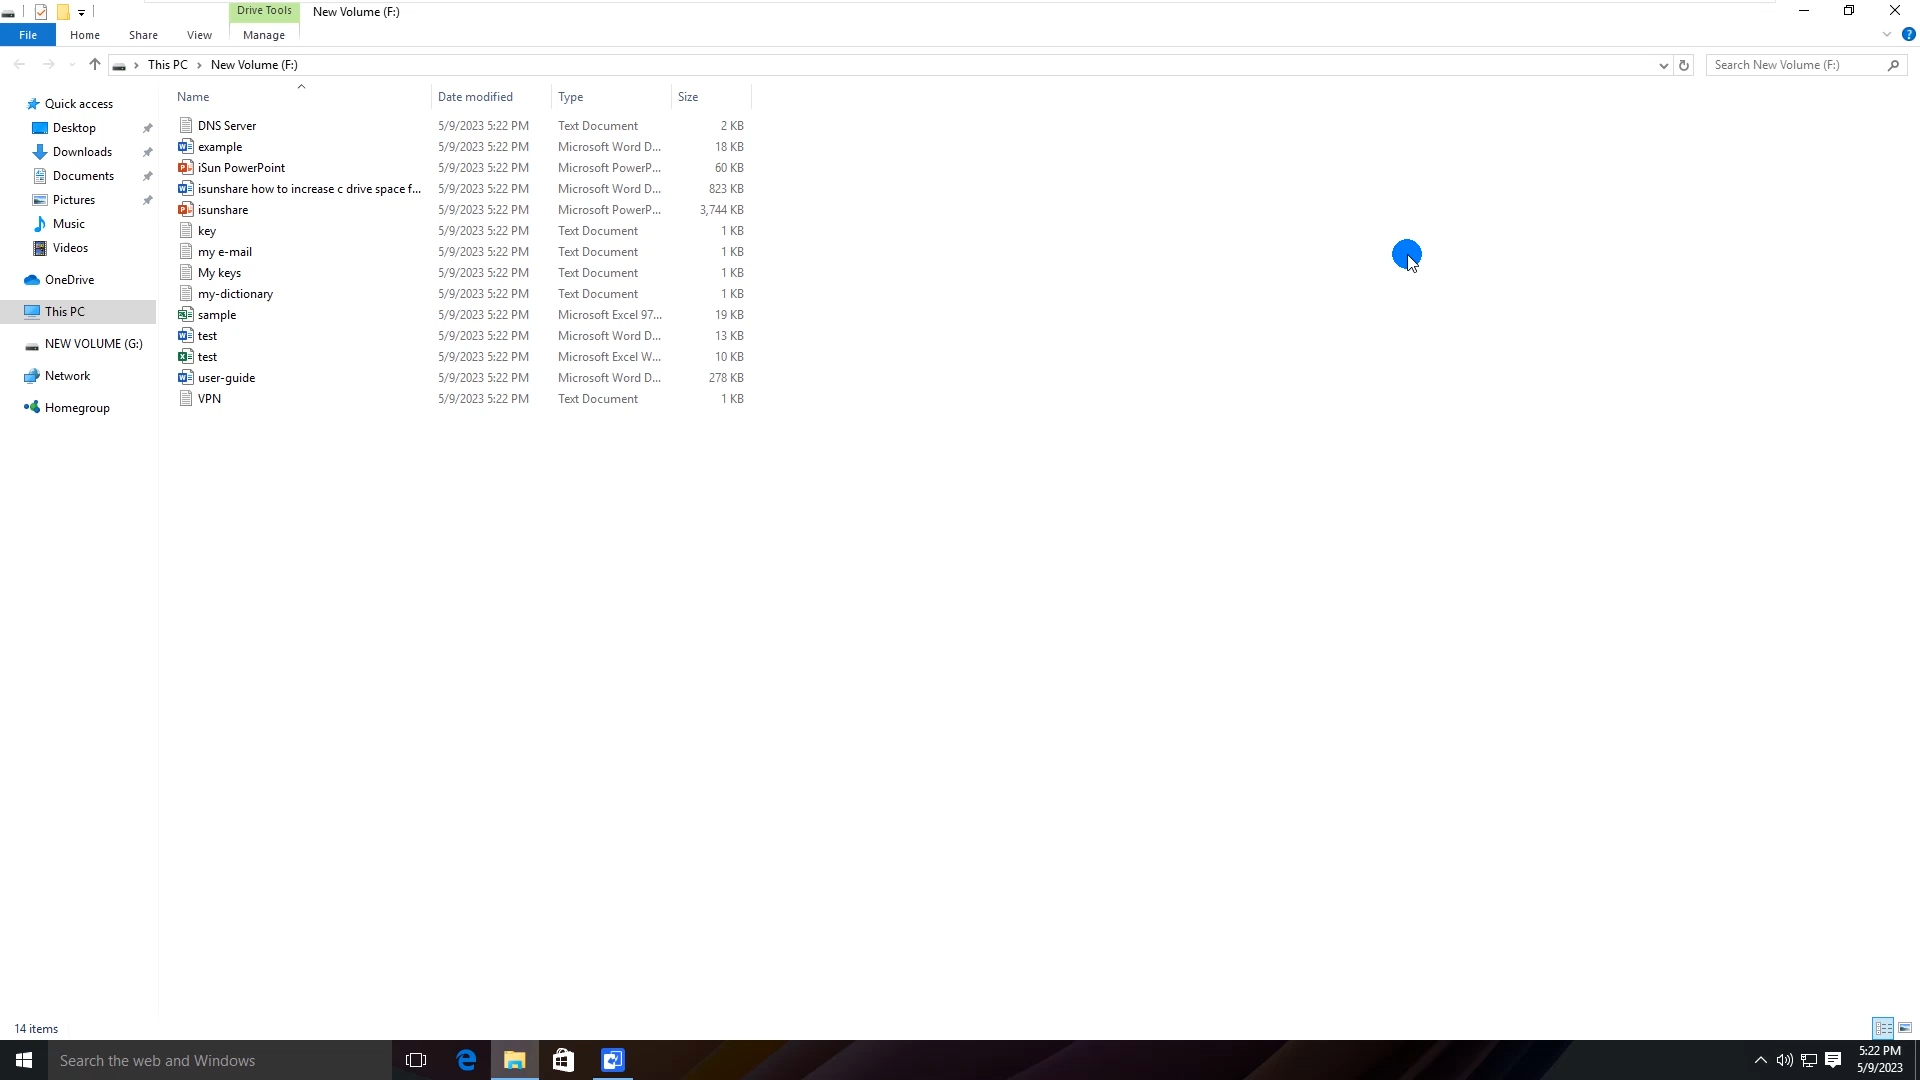 Drive Tools New Volume (F:)
File Home Share View Manage
This PC New Volume (F:) Search New Volume (F:)
Name Date modified Type Size
Quick access
Desktop
Downloads
Documents
Pictures
Music
Videos
OneDrive
This PC
NEW VOLUME (G:)
Network
Homegroup
DNS Server 5/9/2023 5:22 PM Text Document 2 KB
example 5/9/2023 5:22 PM Microsoft Word D... 18 KB
iSun PowerPoint 5/9/2023 5:22 PM Microsoft PowerP... 60 KB
isunshare how to increase c drive space f... 5/9/2023 5:22 PM Microsoft Word D... 823 KB
isunshare 5/9/2023 5:22 PM Microsoft PowerP... 3,744 KB
key 5/9/2023 5:22 PM Text Document 1 KB
my e-mail 5/9/2023 5:22 PM Text Document 1 KB
My keys 5/9/2023 5:22 PM Text Document 1 KB
my-dictionary 5/9/2023 5:22 PM Text Document 1 KB
sample 5/9/2023 5:22 PM Microsoft Excel 97... 19 KB
test 5/9/2023 5:22 PM Microsoft Word D... 13 KB
test 5/9/2023 5:22 PM Microsoft Excel W... 10 KB
user-guide 5/9/2023 5:22 PM Microsoft Word D... 278 KB
VPN 5/9/2023 5:22 PM Text Document 1 KB
14 items
Search the web and Windows
5:22 PM
5/9/2023